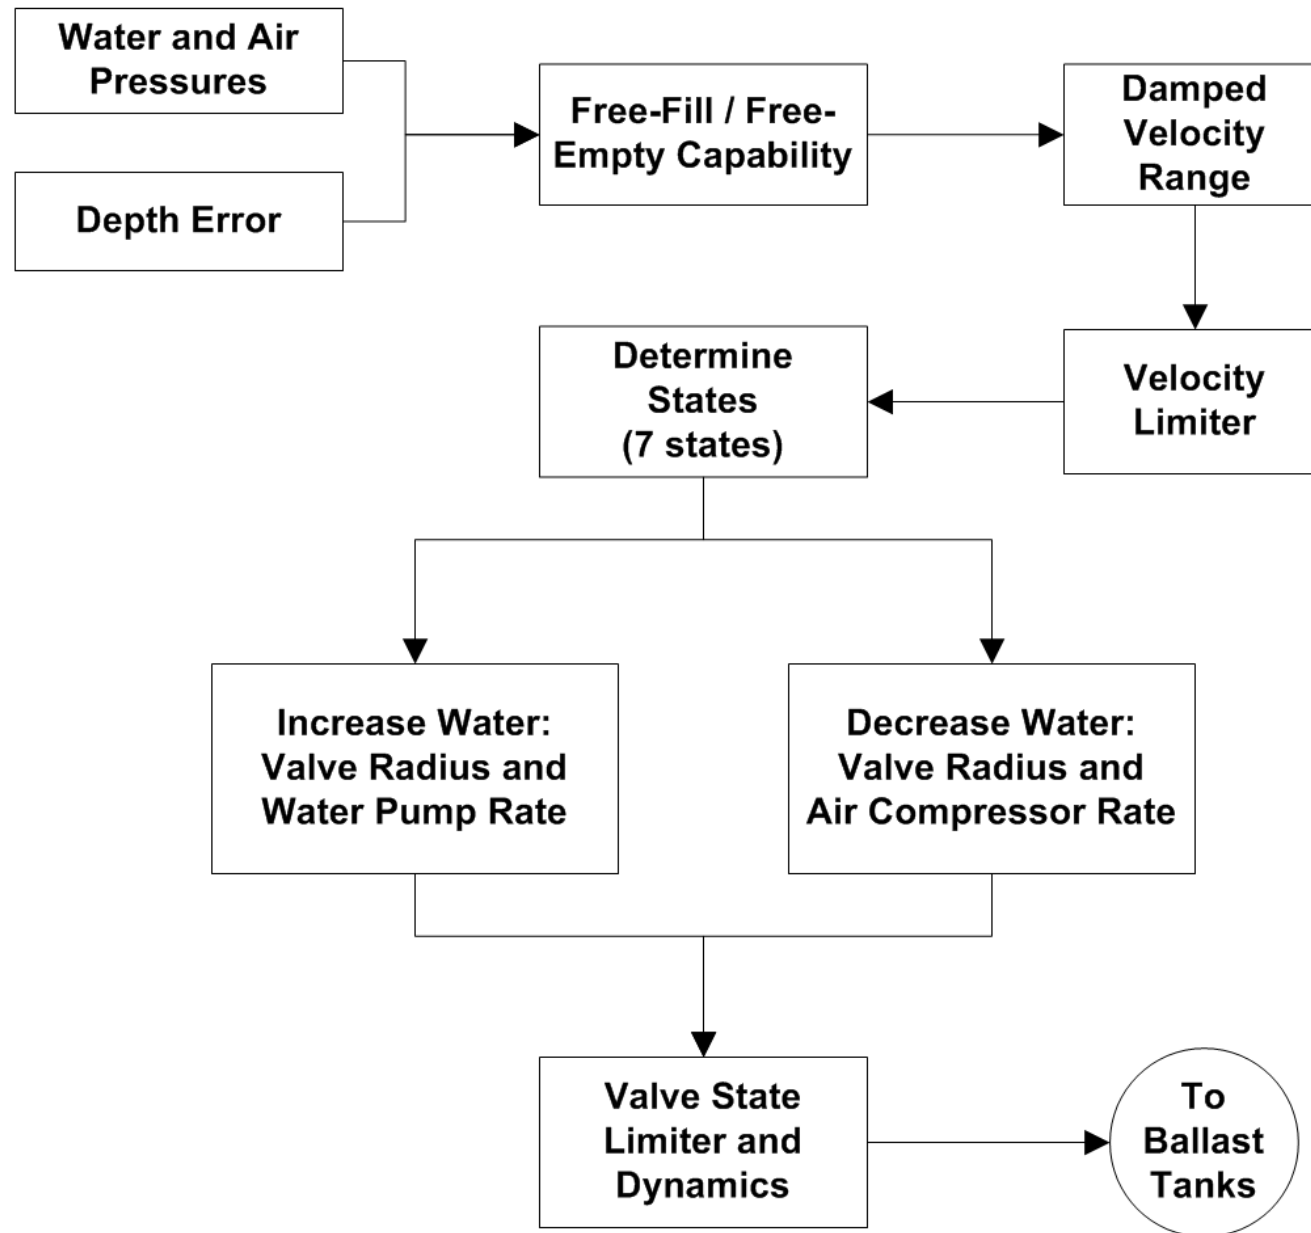 Water and Air
Pressures
Depth Error
Free-Fill / Free-
Empty Capability
Damped
Velocity
Range
Velocity
Limiter
Determine
States
(7 states)
Increase Water:
Valve Radius and
Water Pump Rate
Decrease Water:
Valve Radius and
Air Compressor Rate
Valve State
Limiter and
Dynamics
To
Ballast
Tanks